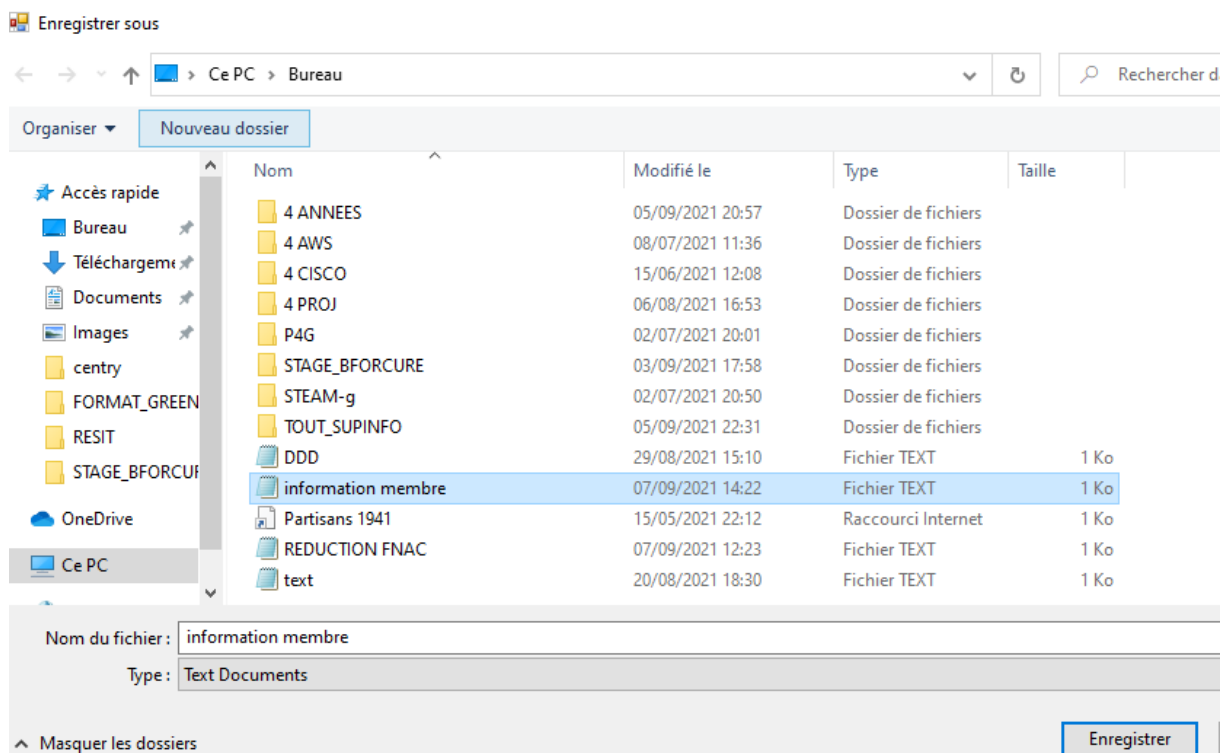 Enregistrer sous
Ce PC > Bureau
Rechercher da
Organiser
Nouveau dossier
Nom Modifié le Type Taille
Accès rapide
Bureau
Téléchargeme
Documents
Images
centry
FORMAT_GREEN
RESIT
STAGE_BFORCUR
OneDrive
Ce PC
4 ANNEES 05/09/2021 20:57 Dossier de fichiers
4 AWS 08/07/2021 11:36 Dossier de fichiers
4 CISCO 15/06/2021 12:08 Dossier de fichiers
4 PROJ 06/08/2021 16:53 Dossier de fichiers
P4G 02/07/2021 20:01 Dossier de fichiers
STAGE_BFORCURE 03/09/2021 17:58 Dossier de fichiers
STEAM-g 02/07/2021 20:50 Dossier de fichiers
TOUT_SUPINFO 05/09/2021 22:31 Dossier de fichiers
DDD 29/08/2021 15:10 Fichier TEXT 1 Ko
information membre 07/09/2021 14:22 Fichier TEXT 1 Ko
Partisans 1941 15/05/2021 22:12 Raccourci Internet 1 Ko
REDUCTION FNAC 07/09/2021 12:23 Fichier TEXT 1 Ko
text 20/08/2021 18:30 Fichier TEXT 1 Ko
Nom du fichier : information membre
Type : Text Documents
Masquer les dossiers
Enregistrer